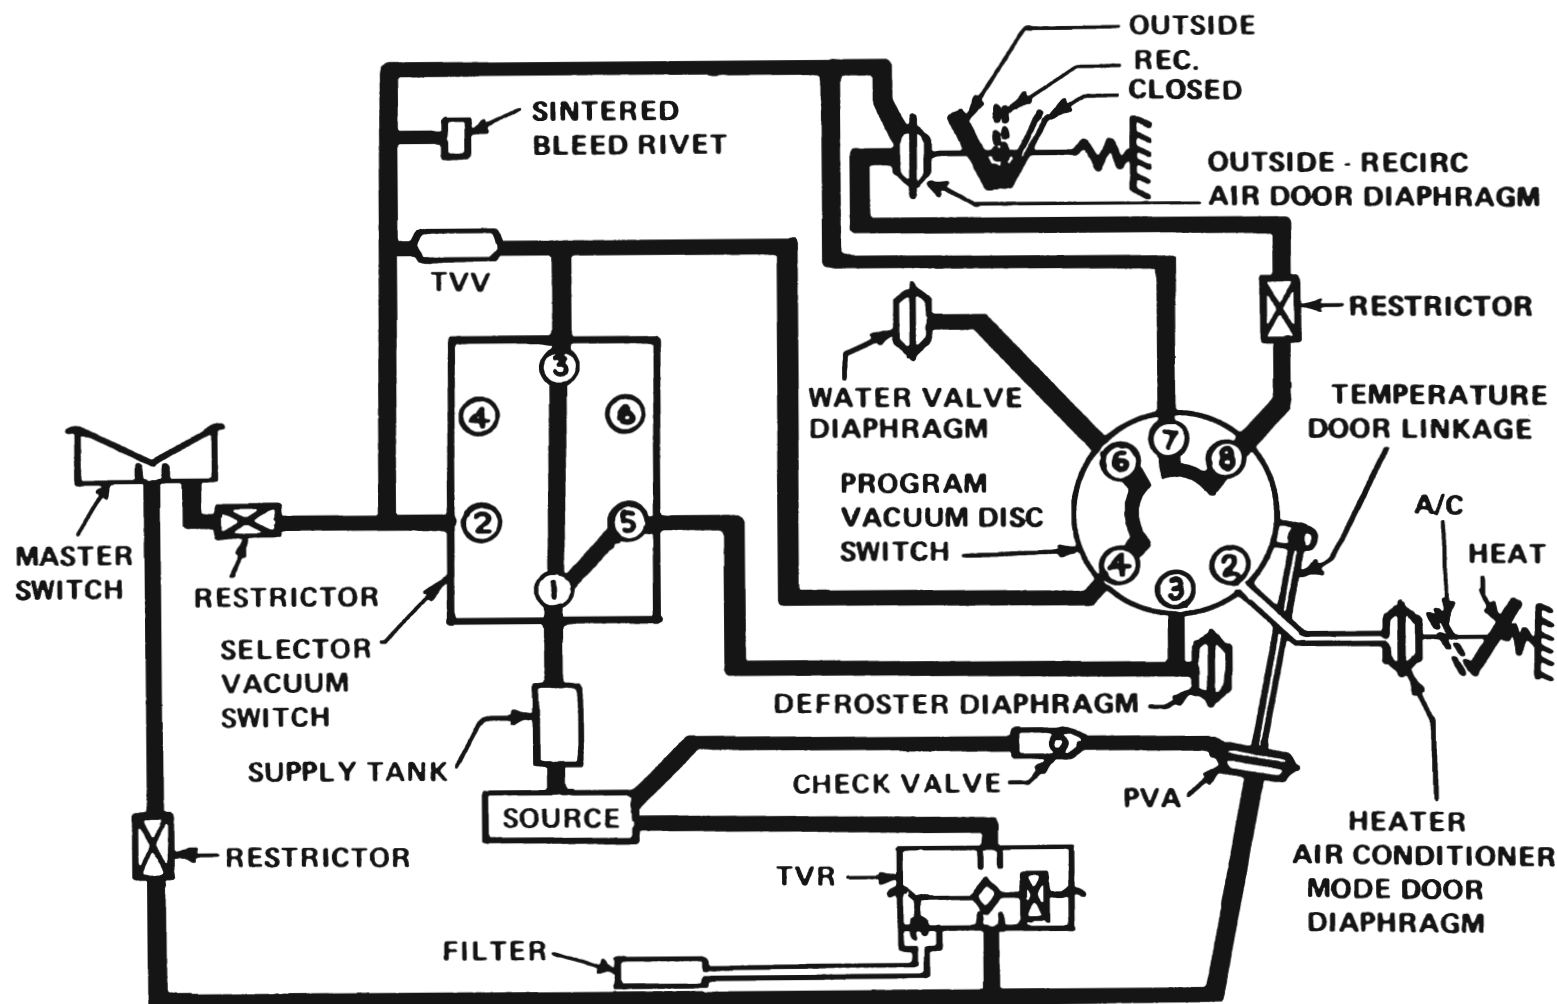 OUTSIDE
REC.
CLOSED
SINTERED
BLEED RIVET
OUTSIDE - RECIRC
AIR DOOR DIAPHRAGM
TVV
RESTRICTOR
WATER VALVE
DIAPHRAGM
TEMPERATURE
DOOR LINKAGE
3
4
6
2
5
1
PROGRAM
VACUUM DISC
SWITCH
6
7
8
4
3
2
A/C
HEAT
MASTER
SWITCH
RESTRICTOR
SELECTOR
VACUUM
SWITCH
DEFROSTER DIAPHRAGM
SUPPLY TANK
CHECK VALVE
PVA
SOURCE
HEATER
AIR CONDITIONER
MODE DOOR
DIAPHRAGM
RESTRICTOR
TVR
FILTER